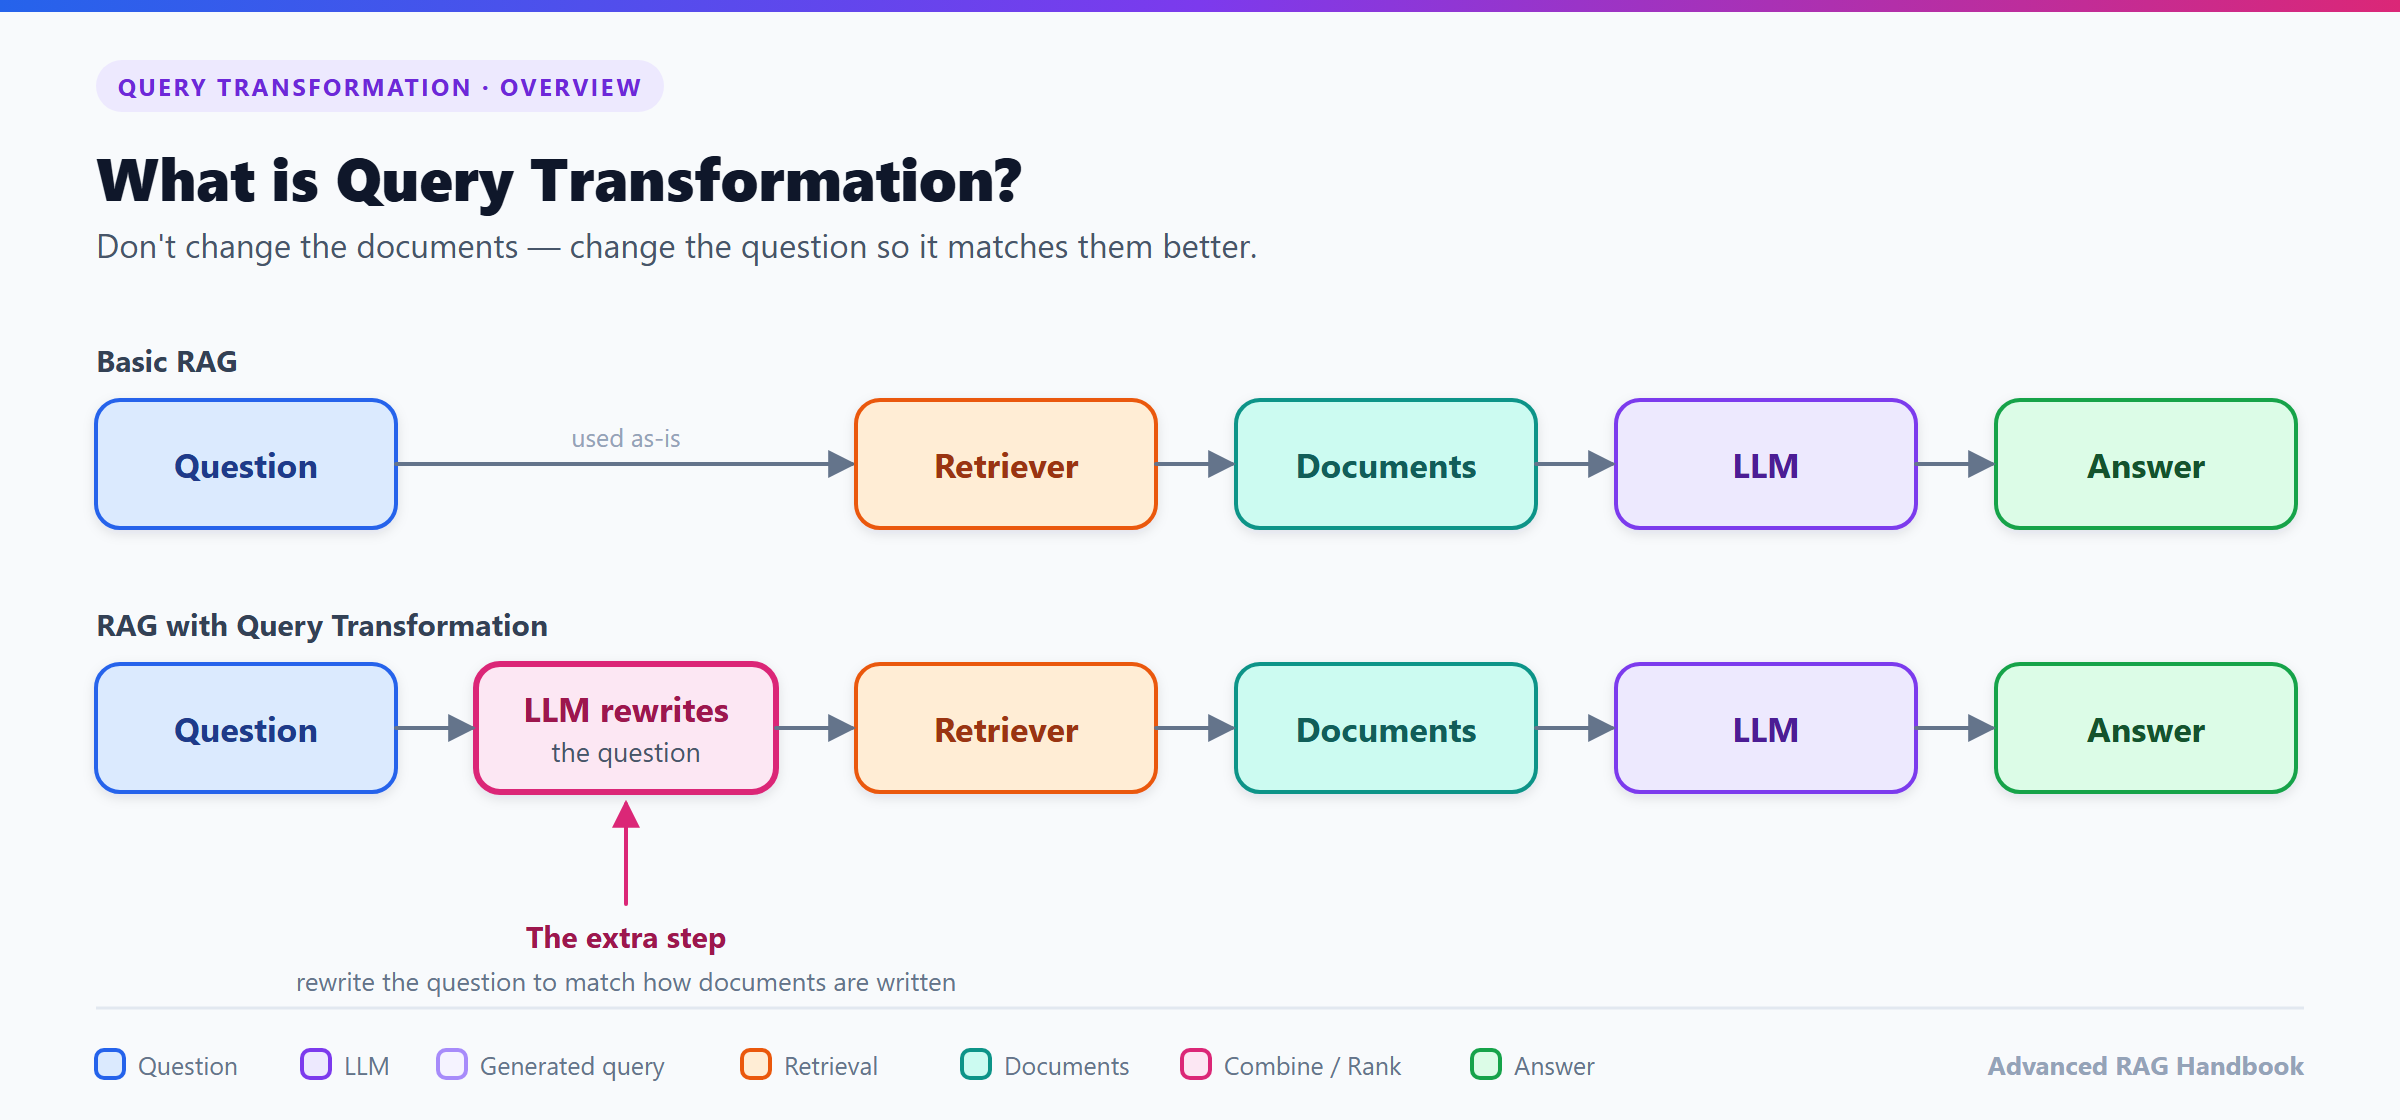 QUERY TRANSFORMATION · OVERVIEW
What is Query Transformation?
Don't change the documents — change the question so it matches them better.
Basic RAG
Question
used as-is
Retriever
Documents
LLM
Answer
RAG with Query Transformation
Question
LLM rewrites
the question
Retriever
Documents
LLM
Answer
The extra step
rewrite the question to match how documents are written
Question
LLM
Generated query
Retrieval
Documents
Combine / Rank
Answer
Advanced RAG Handbook